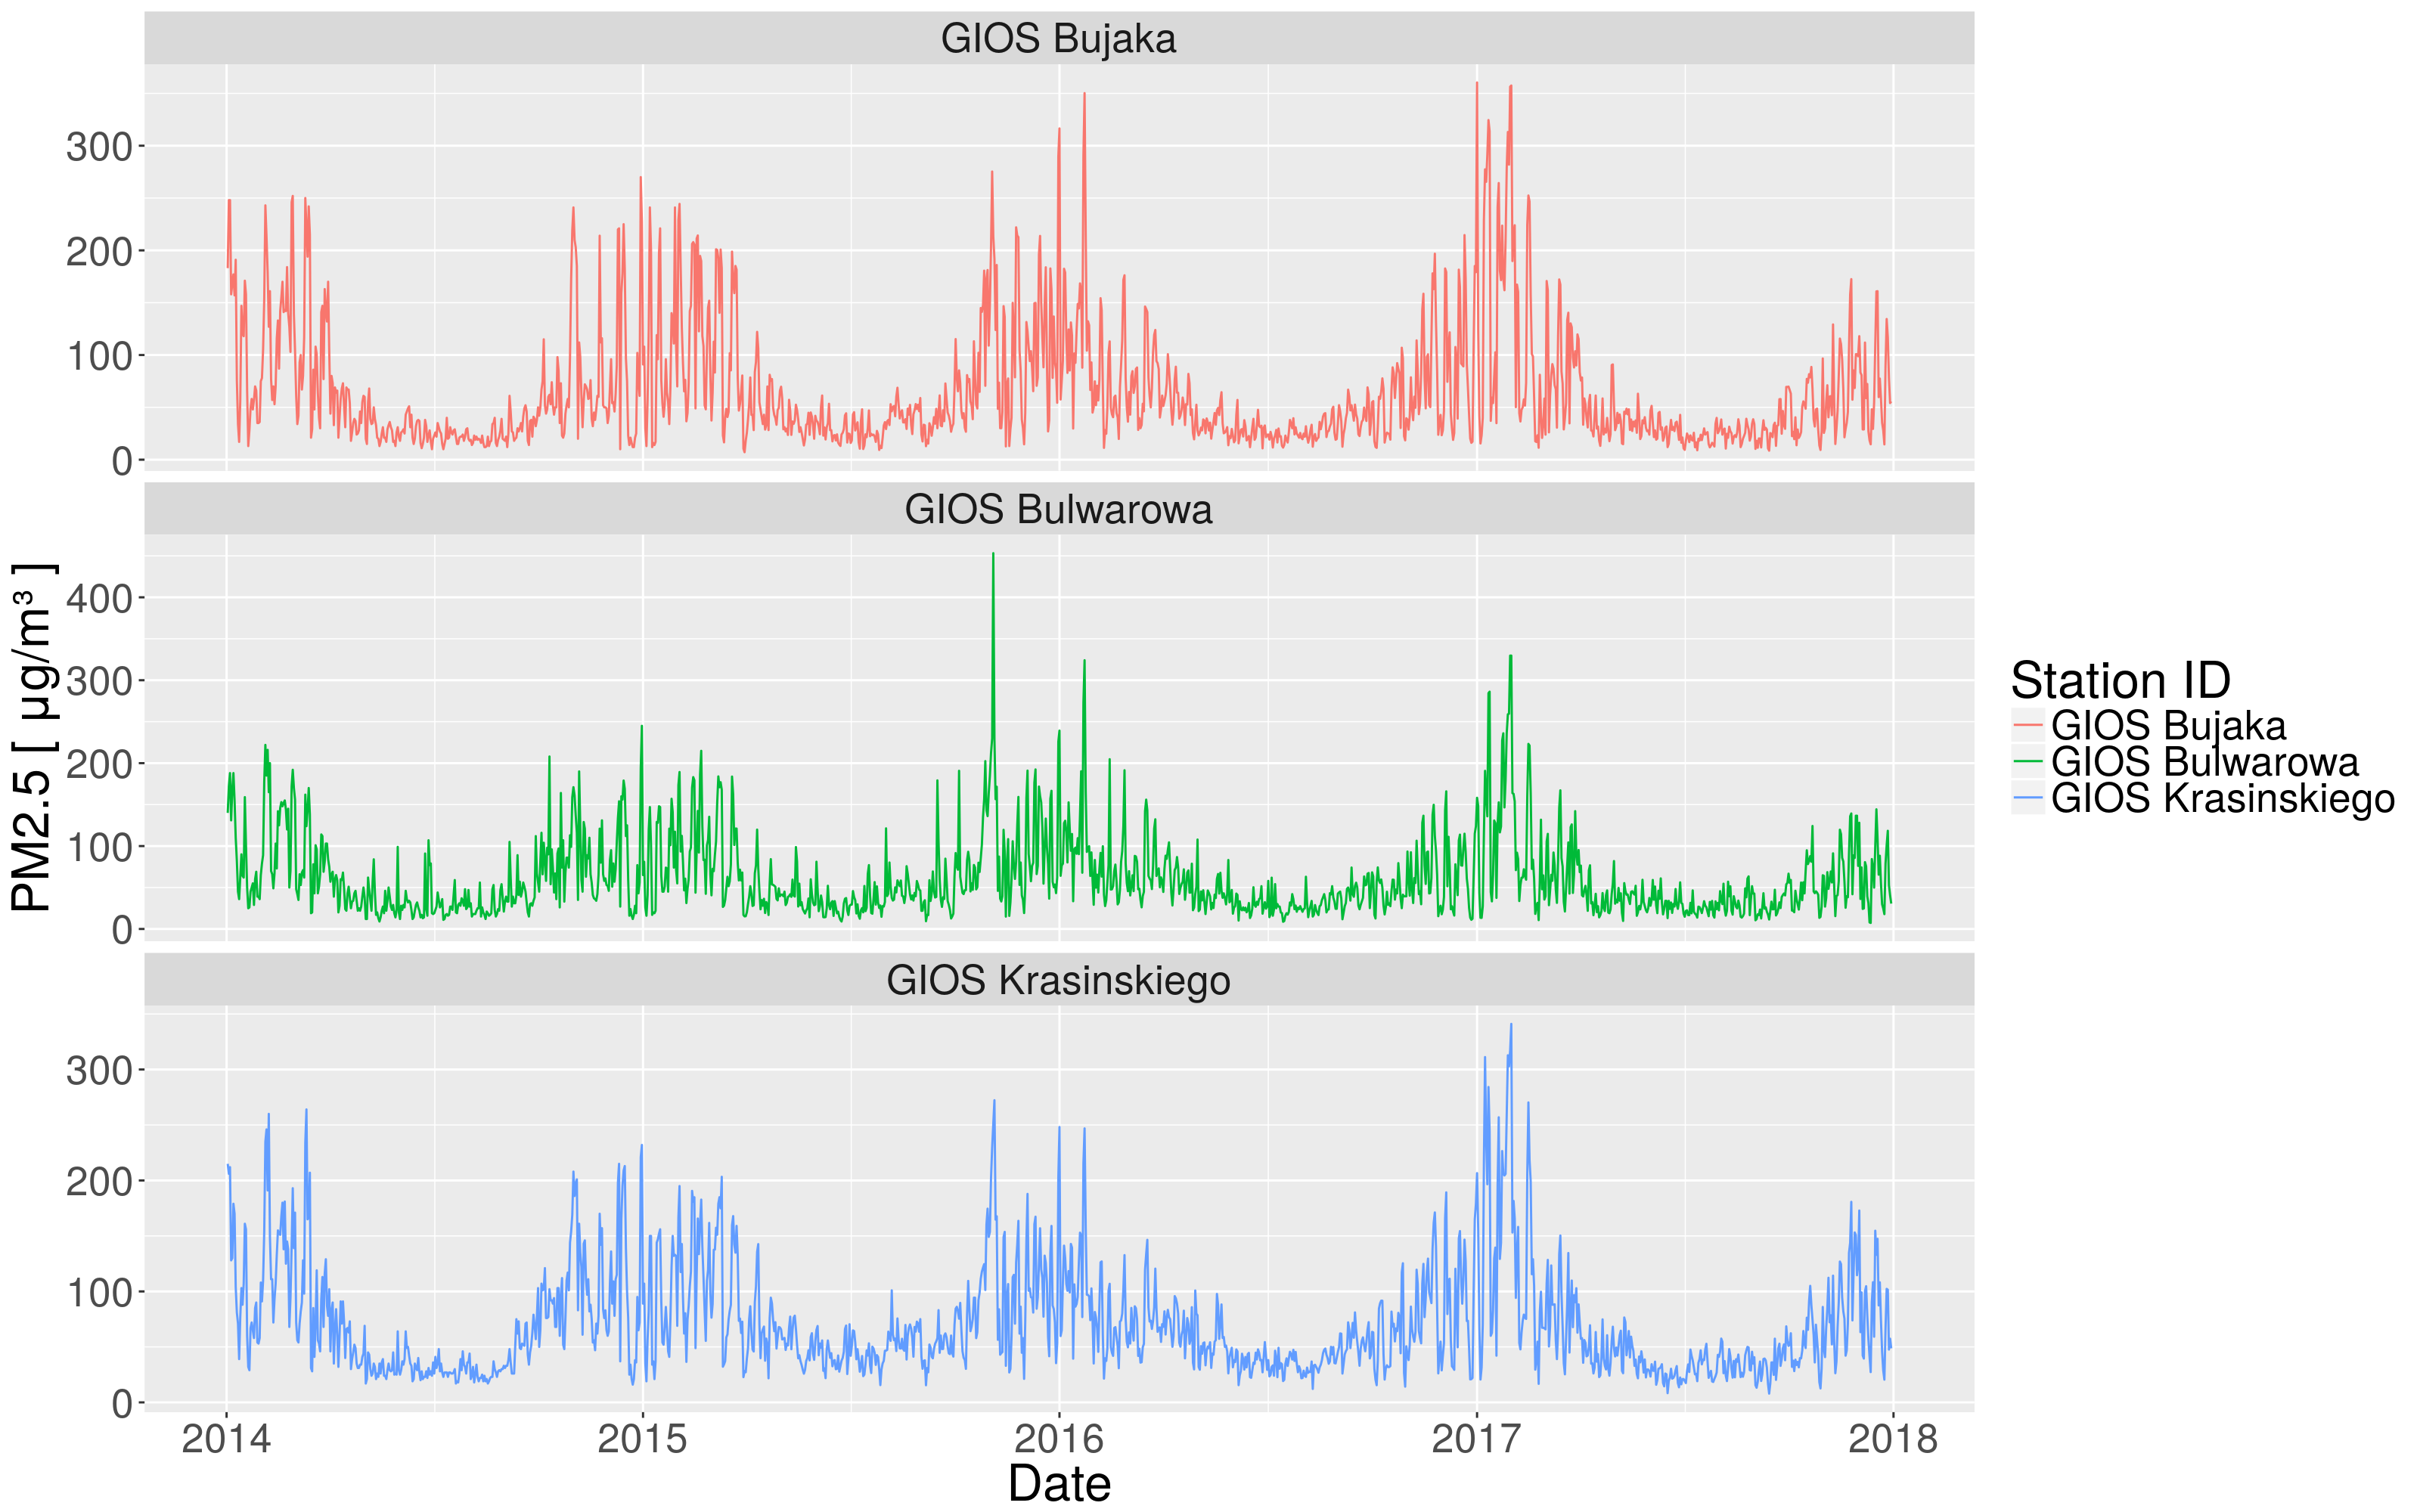 GIOS Bujaka
300
200
100
0
GIOS Bulwarowa
400
300
200
100
0
GIOS Krasinskiego
300
200
100
0
2014 2015 2016 2017 2018
Date
PM2.5 [ µg/m³ ]
Station ID
GIOS Bujaka
GIOS Bulwarowa
GIOS Krasinskiego